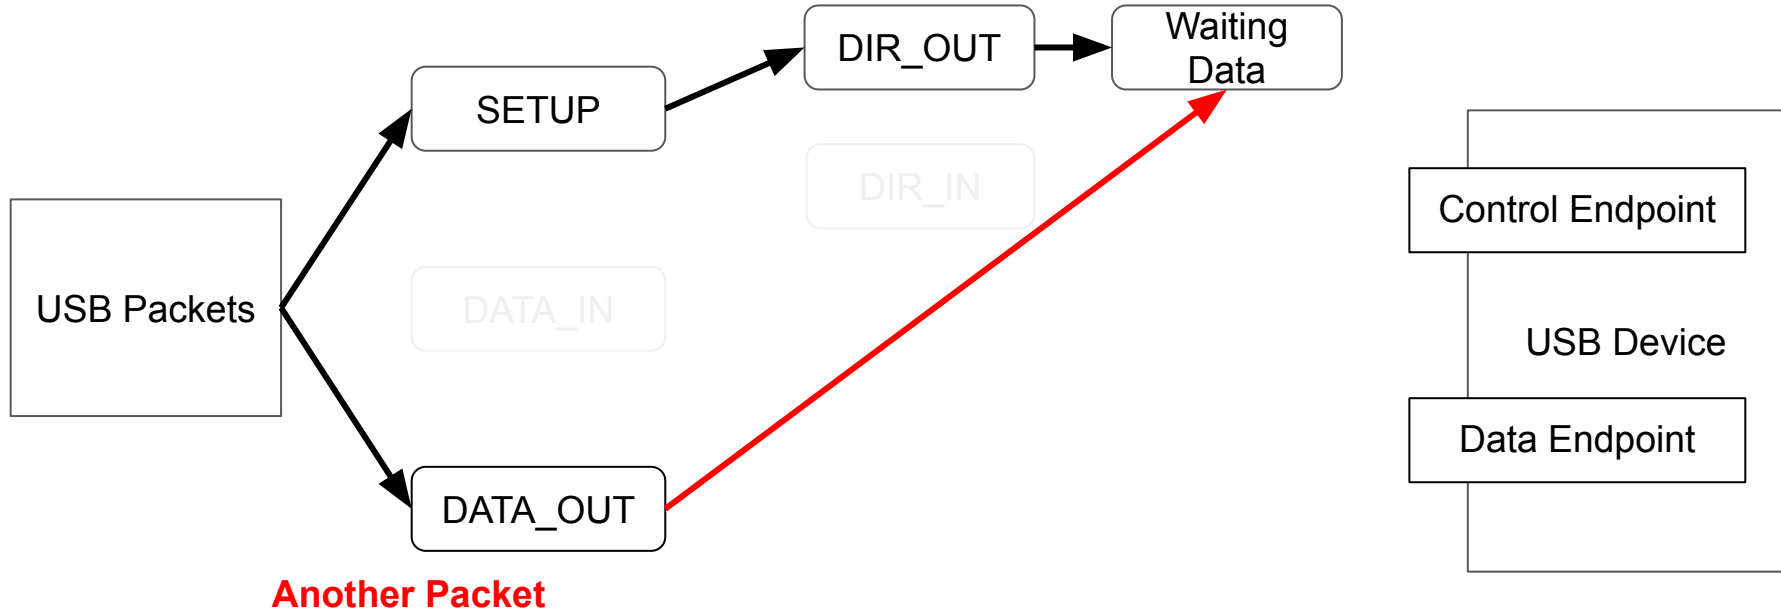 DIR_OUT
Waiting
Data
SETUP
DIR_IN
Control Endpoint
USB Packets
DATA_IN
USB Device
Data Endpoint
DATA_OUT
Another Packet